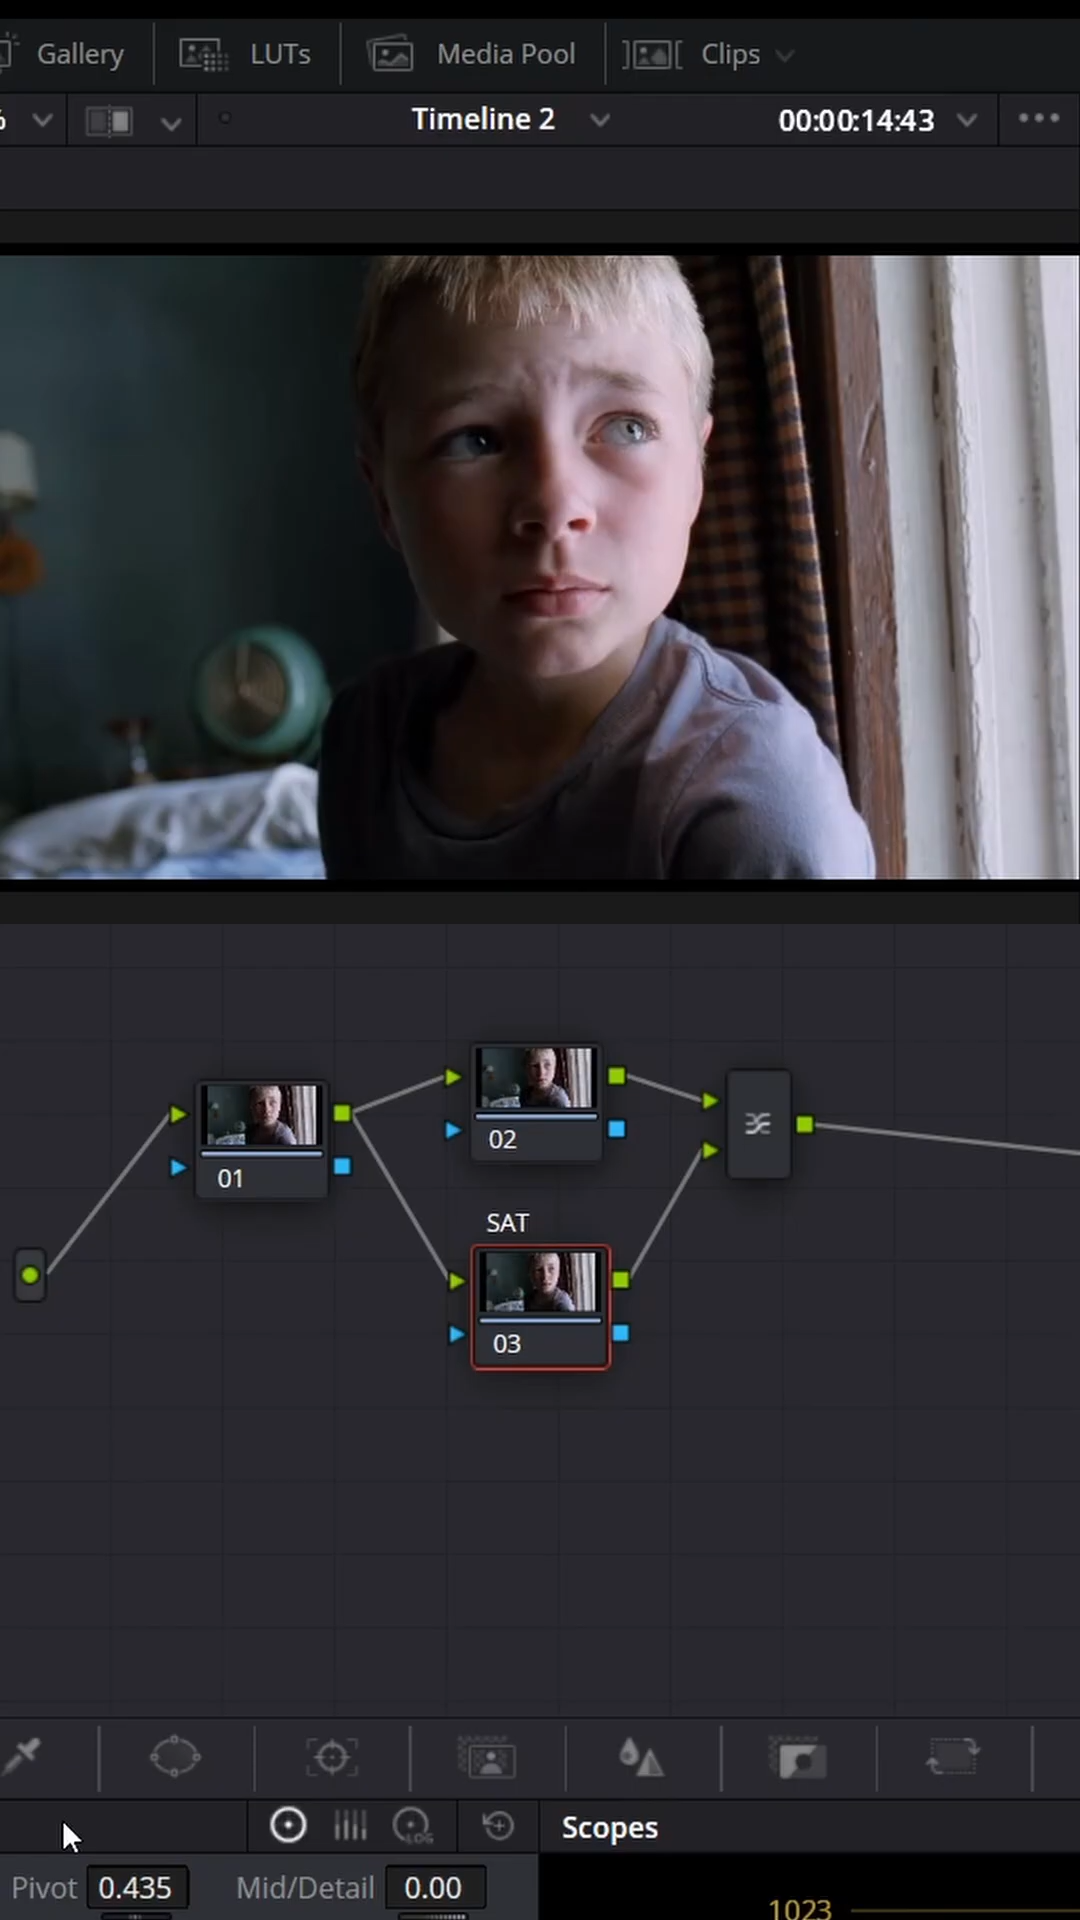 Gallery LUTs Media Pool Clips
% Timeline 2 00:00:14:43
02
01
SAT
03
Scopes
LOG
Pivot 0.435 Mid/Detail 0.00
1023